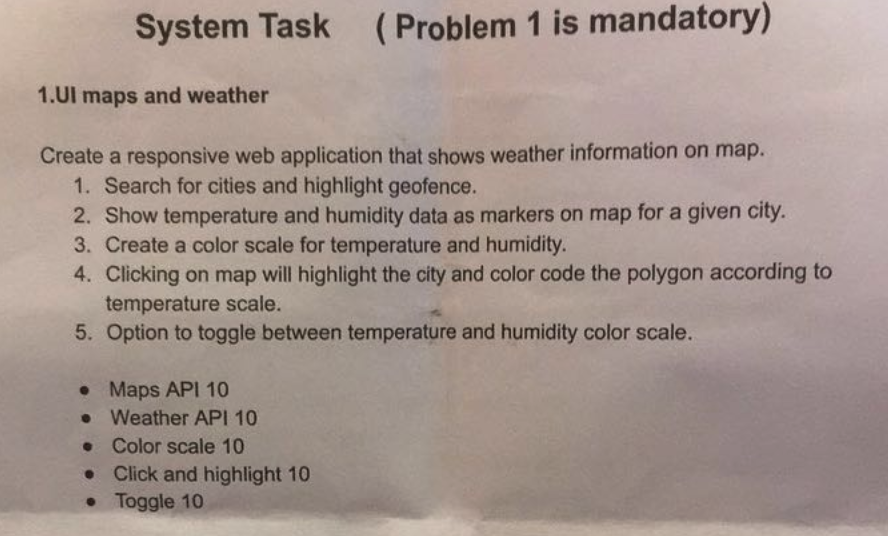 System Task ( Problem 1 is mandatory)
1.UI maps and weather
Create a responsive web application that shows weather information on map.
1. Search for cities and highlight geofence.
2. Show temperature and humidity data as markers on map for a given city.
3. Create a color scale for temperature and humidity.
4. Clicking on map will highlight the city and color code the polygon according to
temperature scale.
5. Option to toggle between temperature and humidity color scale.
• Maps API 10
• Weather API 10
• Color scale 10
• Click and highlight 10
• Toggle 10